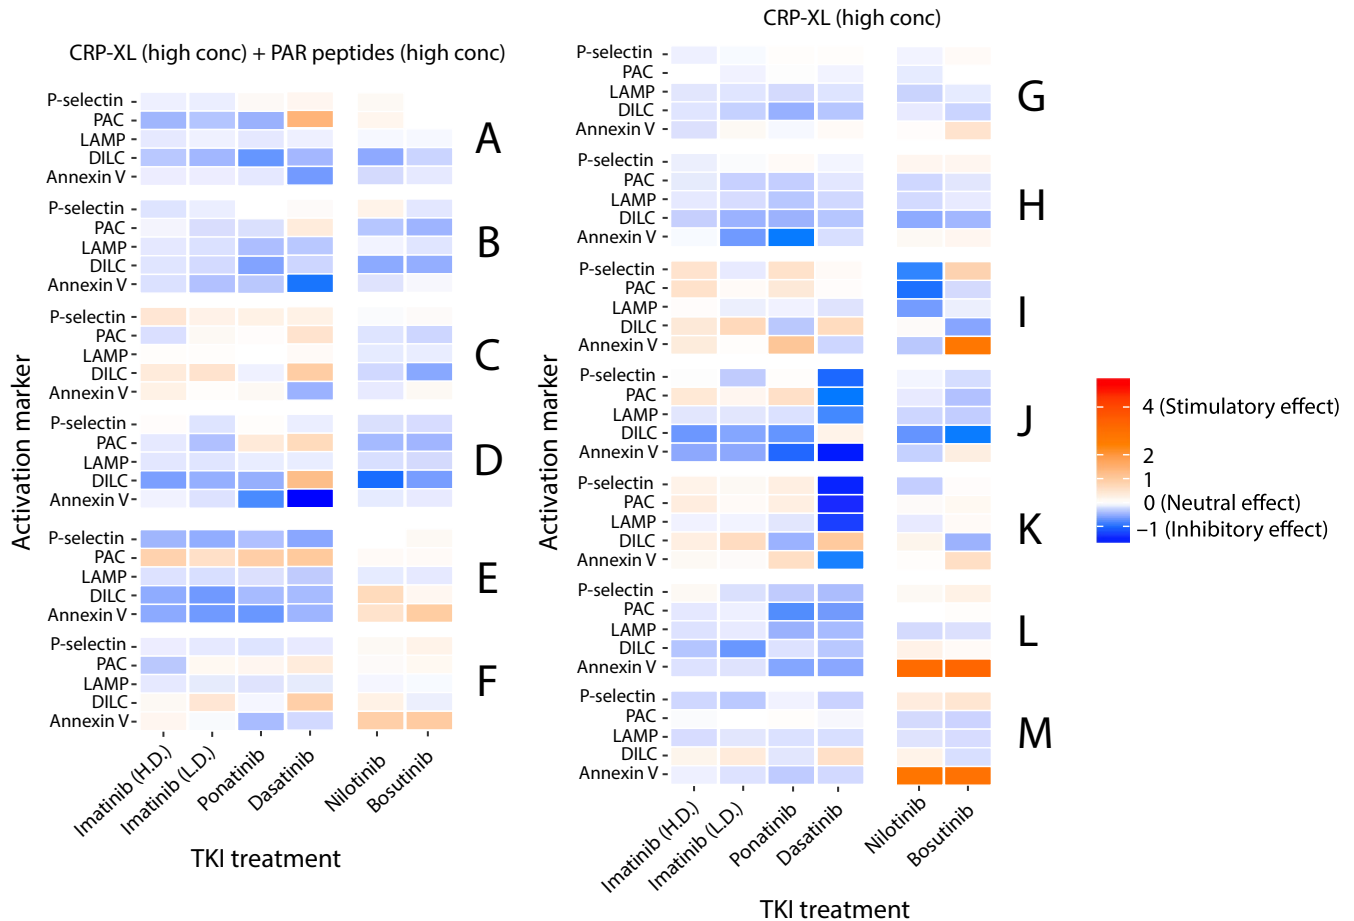 CRP-XL (high conc) + PAR peptides (high conc)
Activation marker
P-selectin
PAC
LAMP
DILC
Annexin V
A
P-selectin
PAC
LAMP
DILC
Annexin V
B
P-selectin
PAC
LAMP
DILC
Annexin V
C
P-selectin
PAC
LAMP
DILC
Annexin V
D
P-selectin
PAC
LAMP
DILC
Annexin V
E
P-selectin
PAC
LAMP
DILC
Annexin V
F
Imatinib (H.D.)
Imatinib (L.D.)
Ponatinib
Dasatinib
Nilotinib
Bosutinib
TKI treatment
CRP-XL (high conc)
Activation marker
P-selectin
PAC
LAMP
DILC
Annexin V
G
P-selectin
PAC
LAMP
DILC
Annexin V
H
P-selectin
PAC
LAMP
DILC
Annexin V
I
P-selectin
PAC
LAMP
DILC
Annexin V
J
P-selectin
PAC
LAMP
DILC
Annexin V
K
P-selectin
PAC
LAMP
DILC
Annexin V
L
P-selectin
PAC
LAMP
DILC
Annexin V
M
Imatinib (H.D.)
Imatinib (L.D.)
Ponatinib
Dasatinib
Nilotinib
Bosutinib
TKI treatment
4 (Stimulatory effect)
2
1
0 (Neutral effect)
−1 (Inhibitory effect)